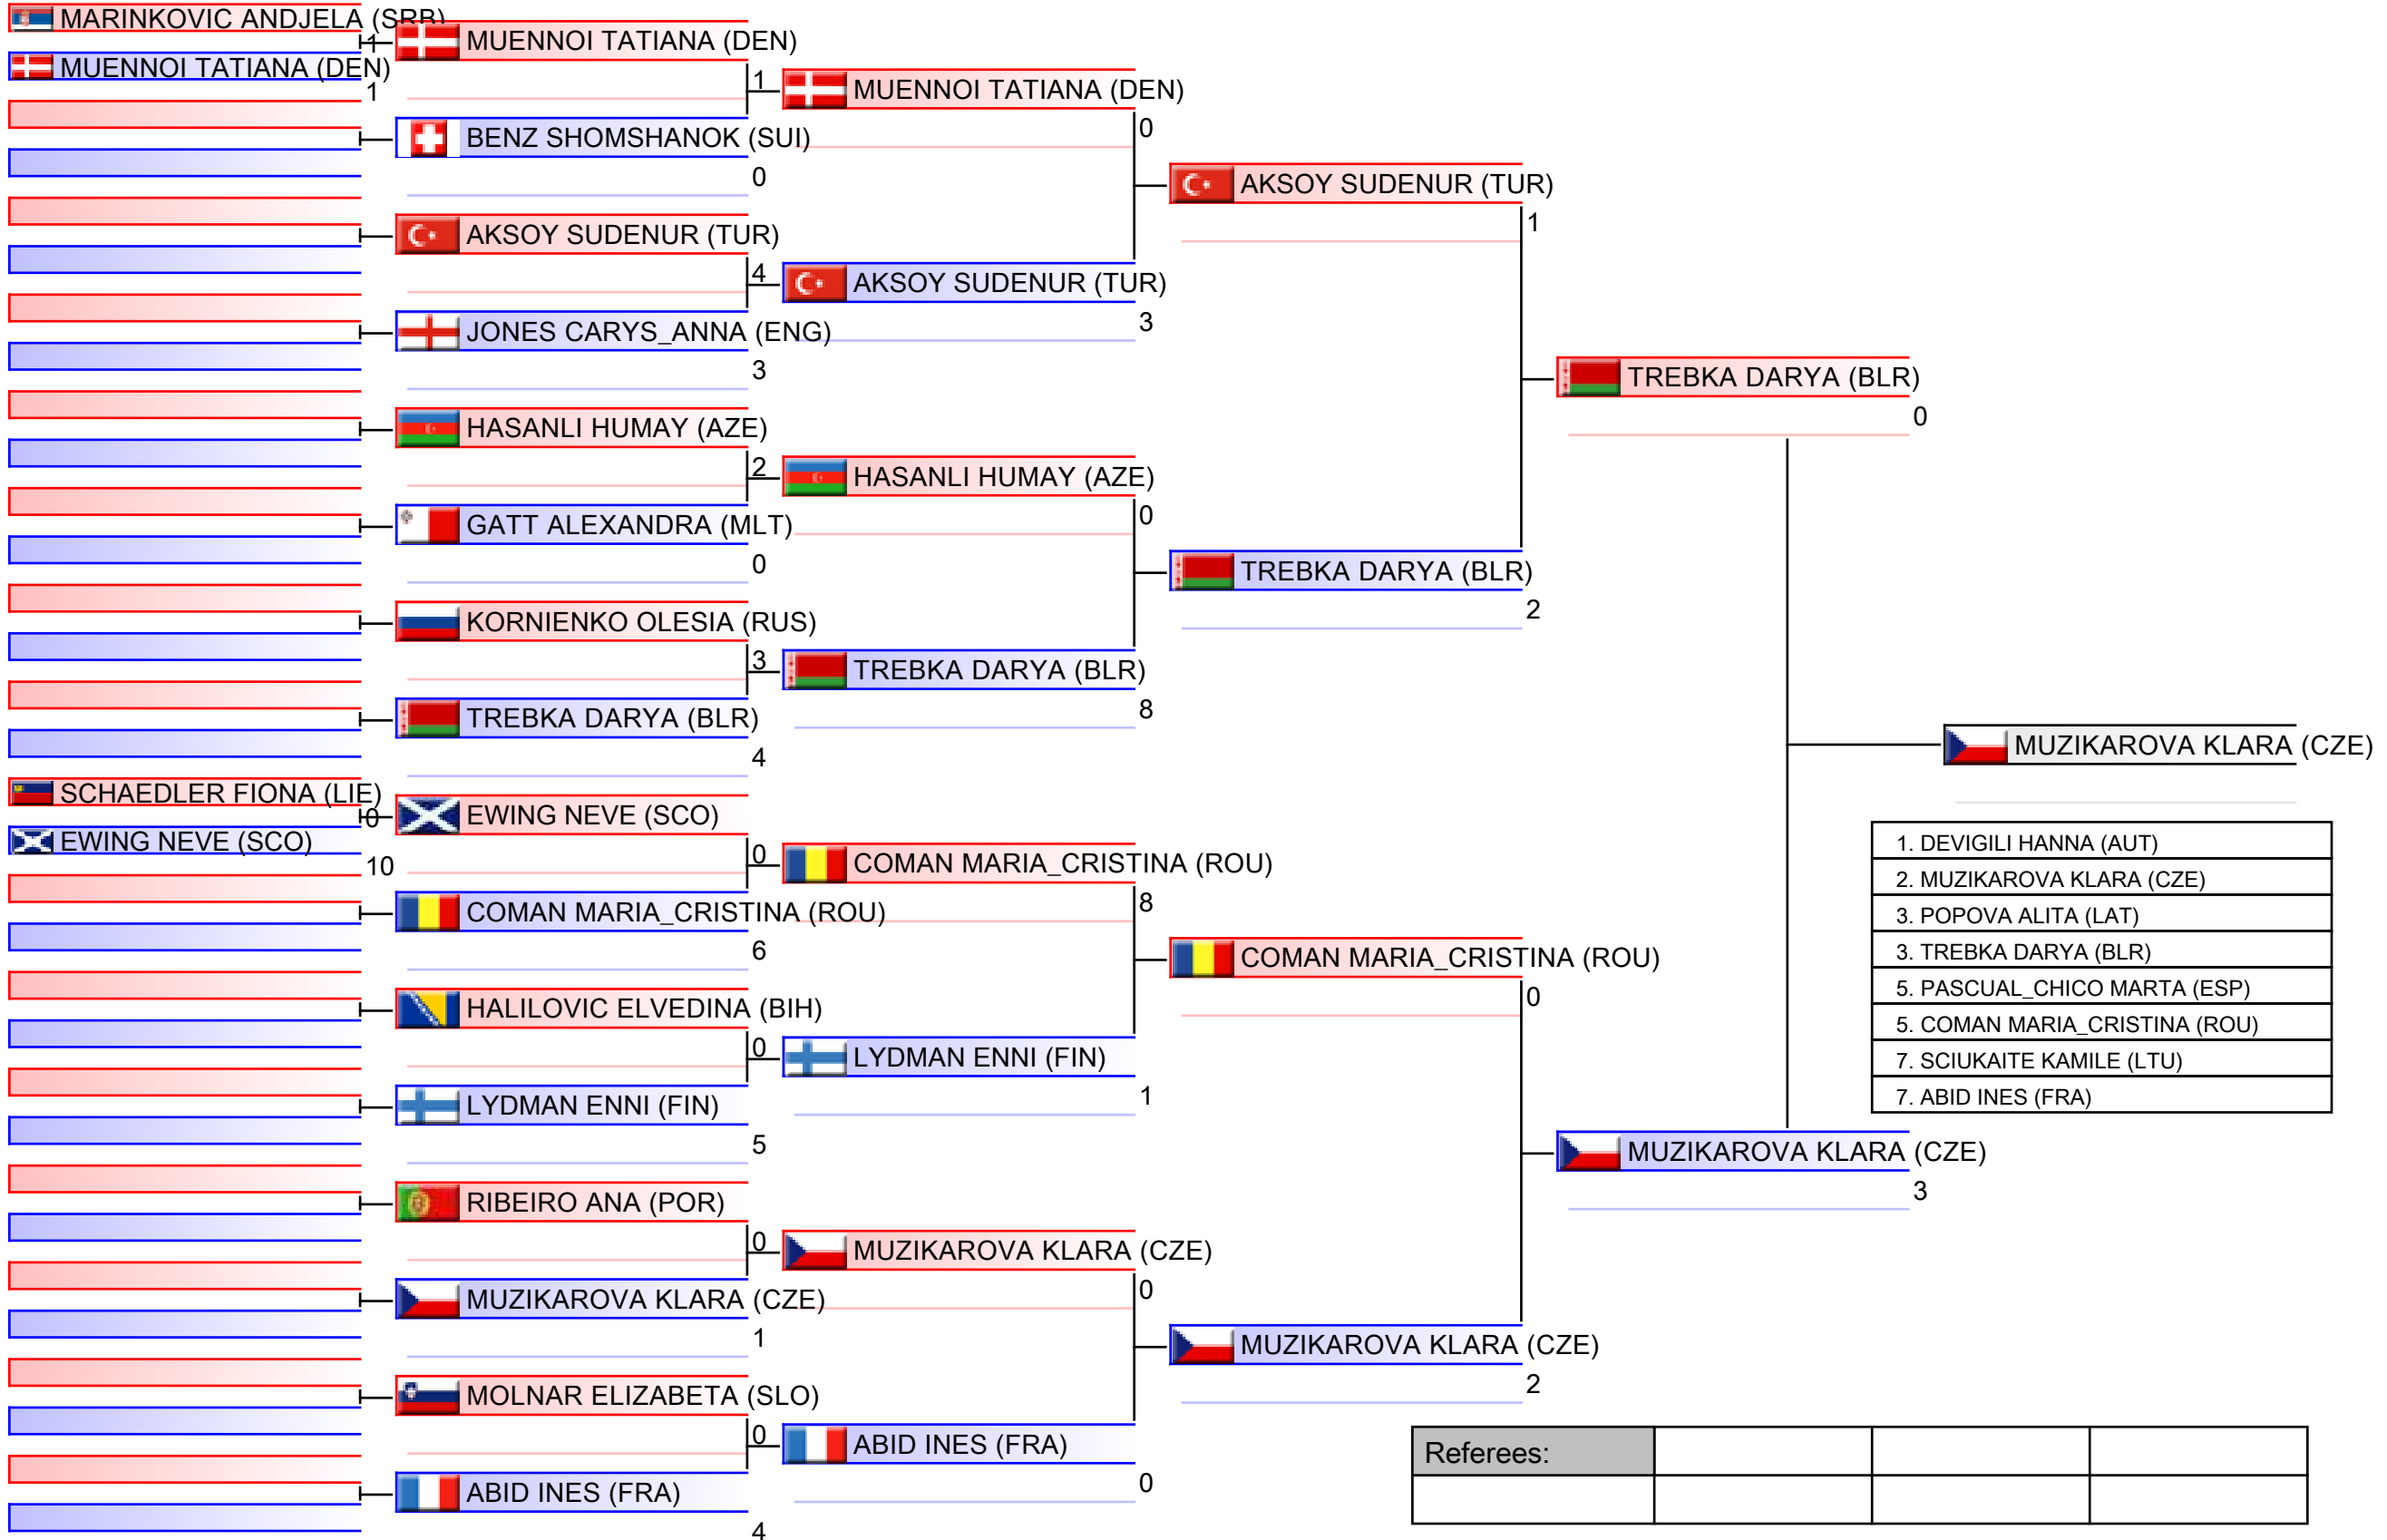 MARINKOVIC ANDJELA (SRB)
1
MUENNOI TATIANA (DEN)
1
SCHAEDLER FIONA (LIE)
0
EWING NEVE (SCO)
10
MUENNOI TATIANA (DEN)
1
BENZ SHOMSHANOK (SUI)
0
AKSOY SUDENUR (TUR)
4
JONES CARYS_ANNA (ENG)
3
HASANLI HUMAY (AZE)
2
GATT ALEXANDRA (MLT)
0
KORNIENKO OLESIA (RUS)
3
TREBKA DARYA (BLR)
4
EWING NEVE (SCO)
0
COMAN MARIA_CRISTINA (ROU)
6
HALILOVIC ELVEDINA (BIH)
0
LYDMAN ENNI (FIN)
5
RIBEIRO ANA (POR)
0
MUZIKAROVA KLARA (CZE)
1
MOLNAR ELIZABETA (SLO)
0
ABID INES (FRA)
4
MUENNOI TATIANA (DEN)
0
AKSOY SUDENUR (TUR)
3
HASANLI HUMAY (AZE)
0
TREBKA DARYA (BLR)
8
COMAN MARIA_CRISTINA (ROU)
8
LYDMAN ENNI (FIN)
1
MUZIKAROVA KLARA (CZE)
0
ABID INES (FRA)
0
AKSOY SUDENUR (TUR)
1
TREBKA DARYA (BLR)
2
COMAN MARIA_CRISTINA (ROU)
0
MUZIKAROVA KLARA (CZE)
2
TREBKA DARYA (BLR)
0
MUZIKAROVA KLARA (CZE)
3
MUZIKAROVA KLARA (CZE)
1. DEVIGILI HANNA (AUT)
2. MUZIKAROVA KLARA (CZE)
3. POPOVA ALITA (LAT)
3. TREBKA DARYA (BLR)
5. PASCUAL_CHICO MARTA (ESP)
5. COMAN MARIA_CRISTINA (ROU)
7. SCIUKAITE KAMILE (LTU)
7. ABID INES (FRA)
Referees: